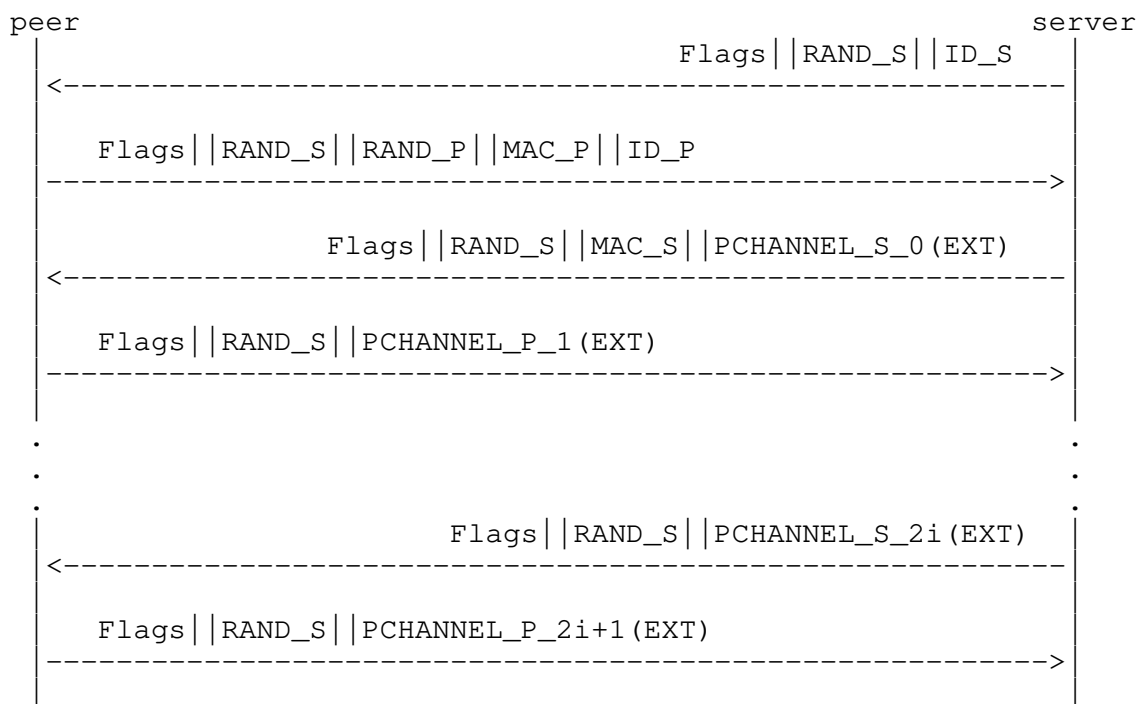 peer server
Flags||RAND_S||ID_S
Flags||RAND_S||RAND_P||MAC_P||ID_P
Flags||RAND_S||MAC_S||PCHANNEL_S_0(EXT)
Flags||RAND_S||PCHANNEL_P_1(EXT)
Flags||RAND_S||PCHANNEL_S_2i(EXT)
Flags||RAND_S||PCHANNEL_P_2i+1(EXT)